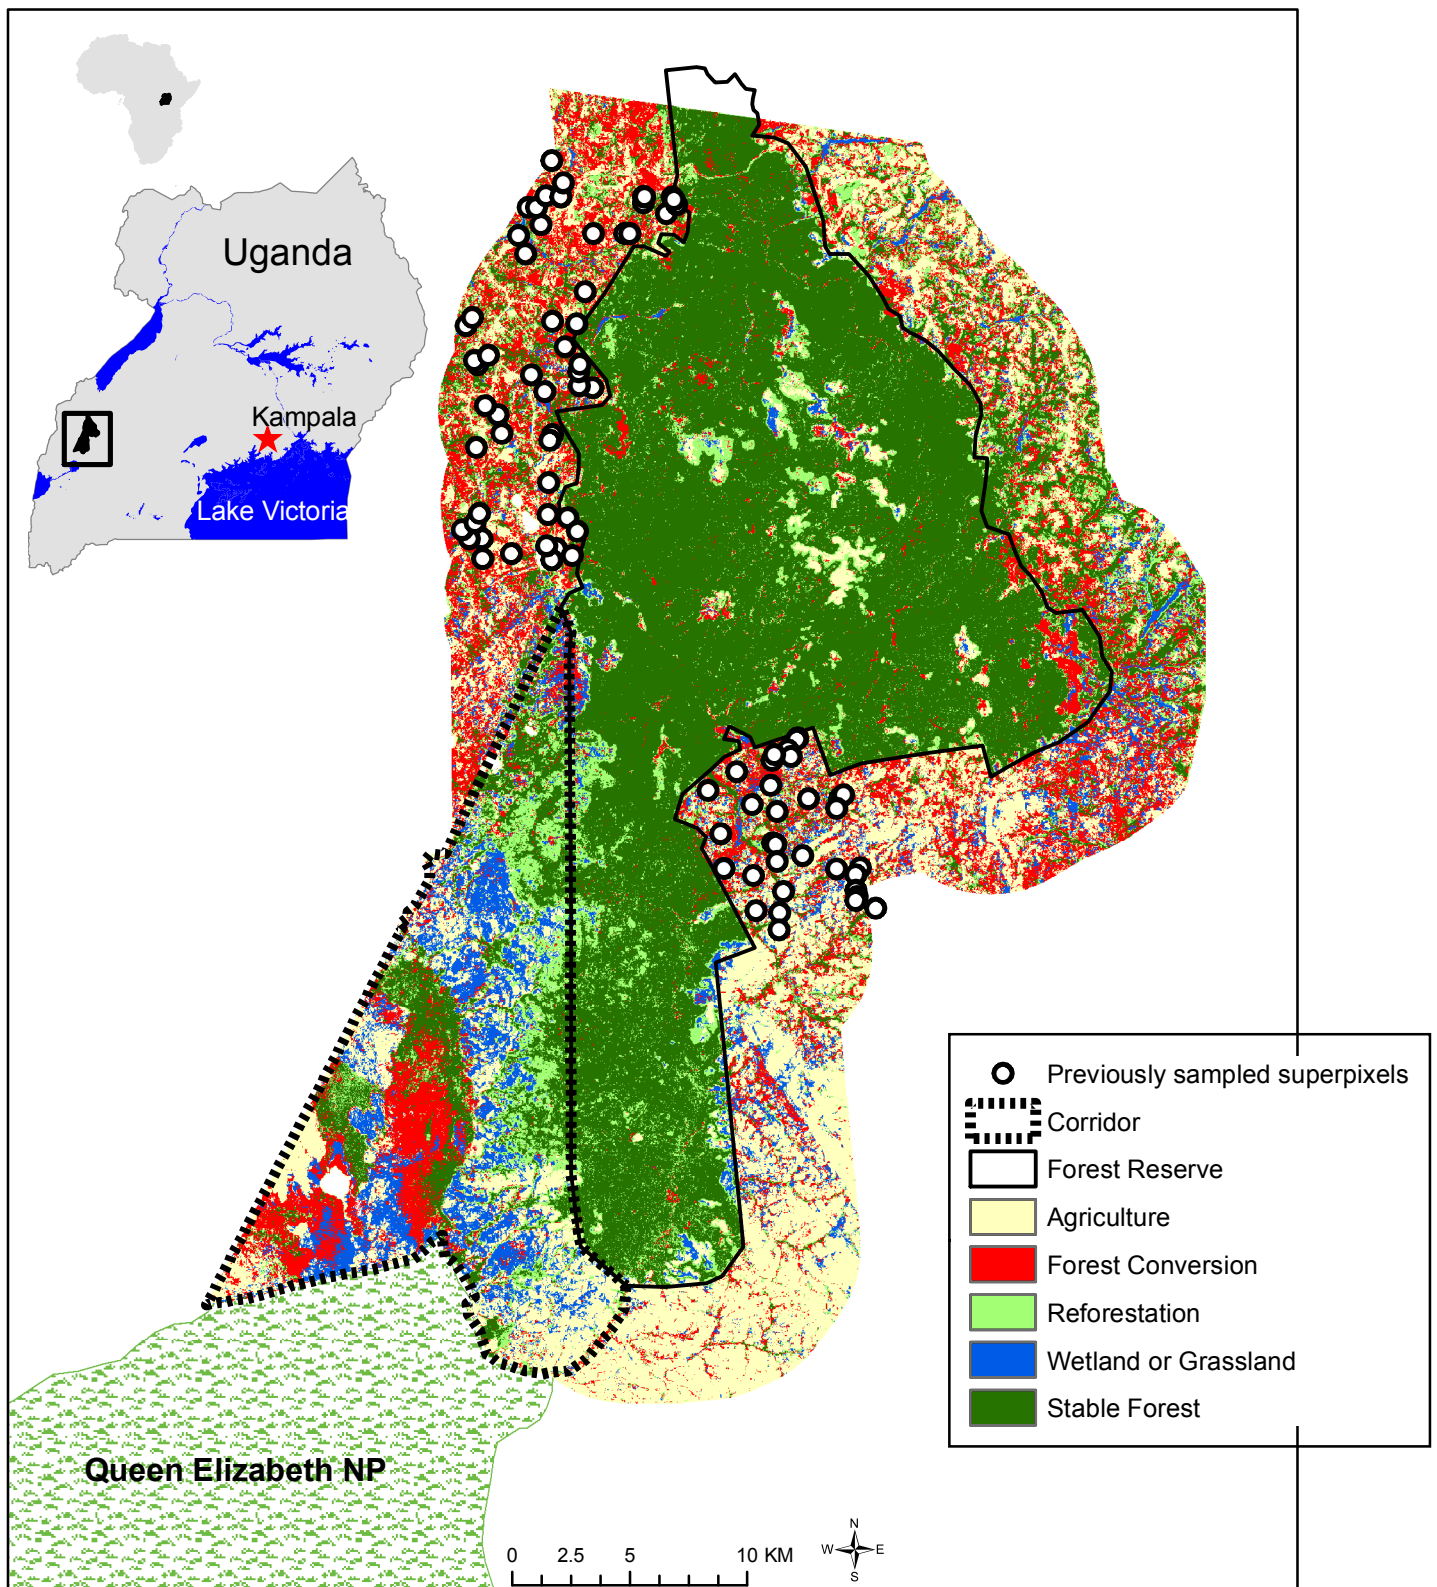 Uganda
Kampala
Lake Victoria
Previously sampled superpixels
Corridor
Forest Reserve
Agriculture
Forest Conversion
Reforestation
Wetland or Grassland
Stable Forest
Queen Elizabeth NP
0 2.5 5 10 KM
N
W E
S